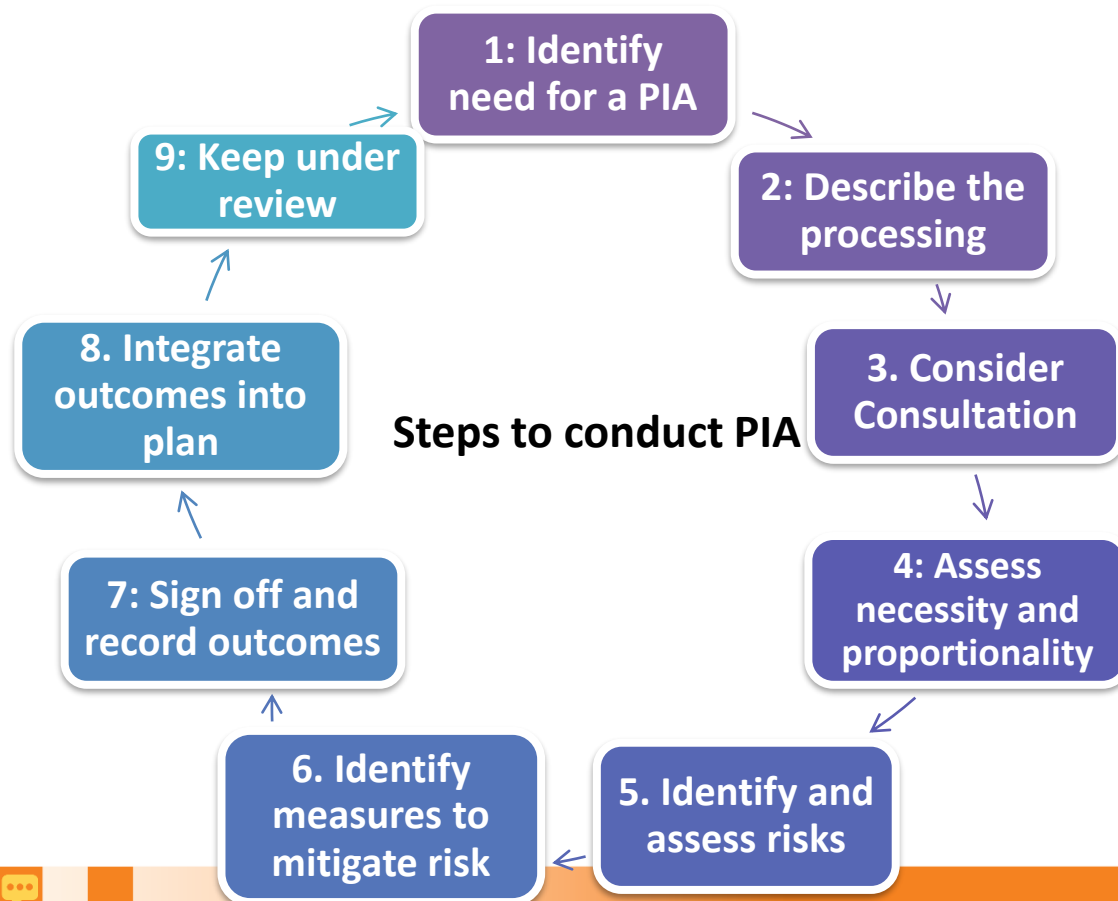 1: Identify
need for a PIA
2: Describe the
processing
3. Consider
Consultation
4: Assess
necessity and
proportionality
5. Identify and
assess risks
6. Identify
measures to
mitigate risk
7: Sign off and
record outcomes
8. Integrate
outcomes into
plan
9: Keep under
review
Steps to conduct PIA